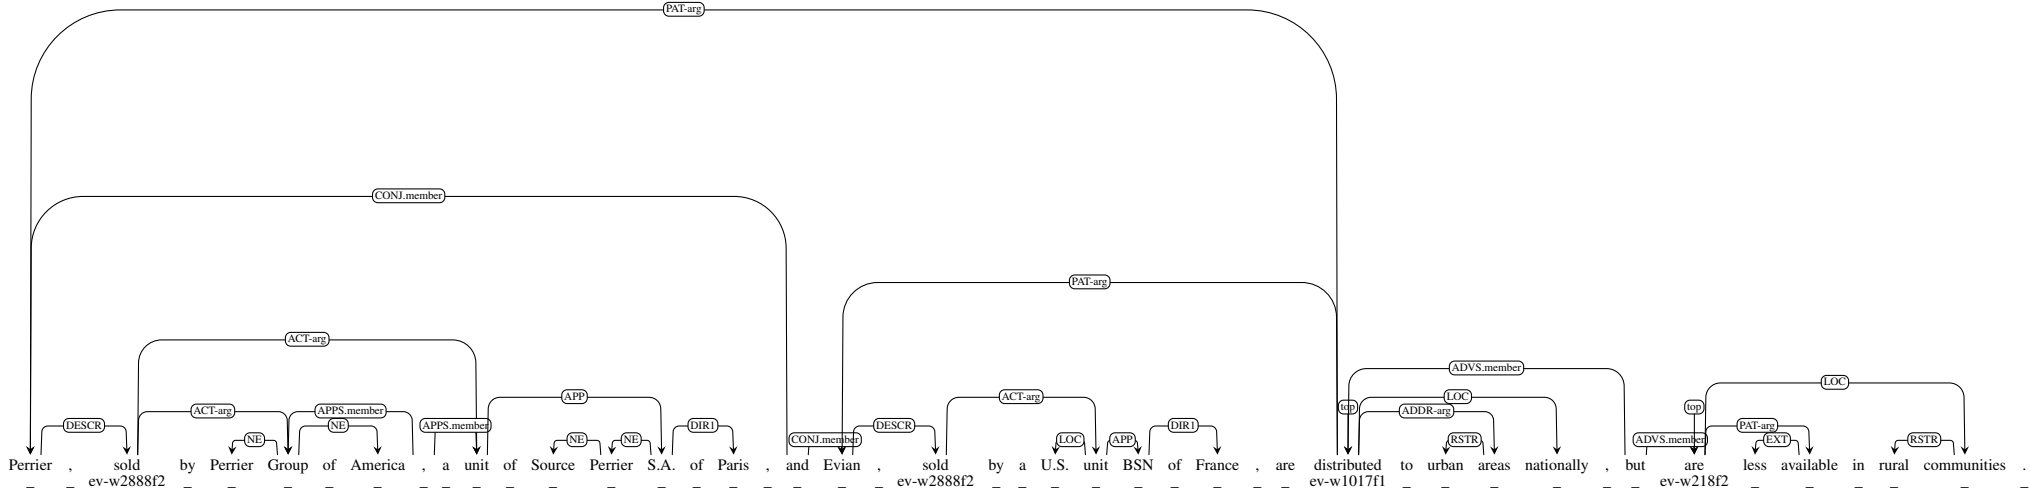 PAT-arg
CONJ.member
PAT-arg
ACT-arg
ADVS.member
LOC
APP ACT-arg LOC
ACT-arg APPS.member top ADDR-arg top
DESCR APPS.member DIR1 DESCR DIR1 PAT-arg
NE NE NE NE CONJ.member LOC APP RSTR ADVS.member EXT RSTR
Perrier , sold by Perrier Group of America , a unit of Source Perrier S.A. of Paris , and Evian , sold by a U.S. unit BSN of France , are distributed to urban areas nationally , but are less available in rural communities .
_ _ ev-w2888f2 _ _ _ _ _ _ _ _ _ _ _ _ _ _ _ _ _ _ ev-w2888f2 _ _ _ _ _ _ _ _ _ ev-w1017f1 _ _ _ _ _ _ ev-w218f2 _ _ _ _ _ _